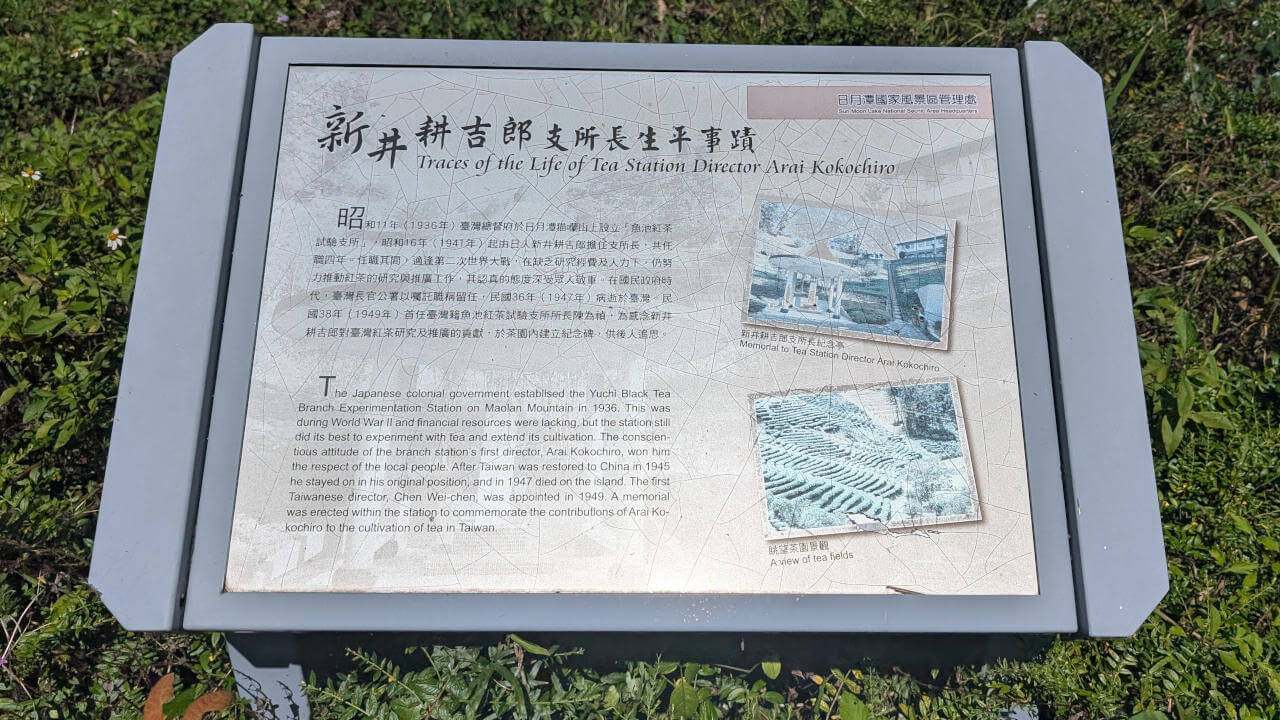 日月潭國家風景區管理處
Sun Moon Lake National Scenic Area Headquarters
新井耕吉郎支所長生平事蹟
Traces of the Life of Tea Station Director Arai Kokochiro
昭和11年（1936年）臺灣總督府於日月潭貓囒山上設立「魚池紅茶
試驗支所」，昭和16年（1941年）起由日人新井耕吉郎擔任支所長，共任
職四年。任職其間，適逢第二次世界大戰，在缺乏研究經費及人力下，仍努
力推動紅茶的研究與推廣工作，其認真的態度深受眾人敬重。在國民政府時
代，臺灣長官公署以囑託職稱留任，民國36年（1947年）病逝於臺灣。民
國38年（1949年）首任臺灣籍魚池紅茶試驗支所所長陳為禎，為感念新井
耕吉郎對臺灣紅茶研究及推廣的貢獻，於茶園內建立紀念碑，供後人追思。
The Japanese colonial government establised the Yuchi Black Tea
Branch Experimentation Station on Maolan Mountain in 1936. This was
during World War II and financial resources were lacking, but the station still
did its best to experiment with tea and extend its cultivation. The conscien-
tious attitude of the branch station's first director, Arai Kokochiro, won him
the respect of the local people. After Taiwan was restored to China in 1945
he stayed on in his original position, and in 1947 died on the island. The first
Taiwanese director, Chen Wei-chen, was appointed in 1949. A memorial
was erected within the station to commemorate the contributions of Arai Ko-
kochiro to the cultivation of tea in Taiwan.
新井耕吉郎支所長紀念亭
Memorial to Tea Station Director Arai Kokochiro
眺望茶園景觀
A view of tea fields